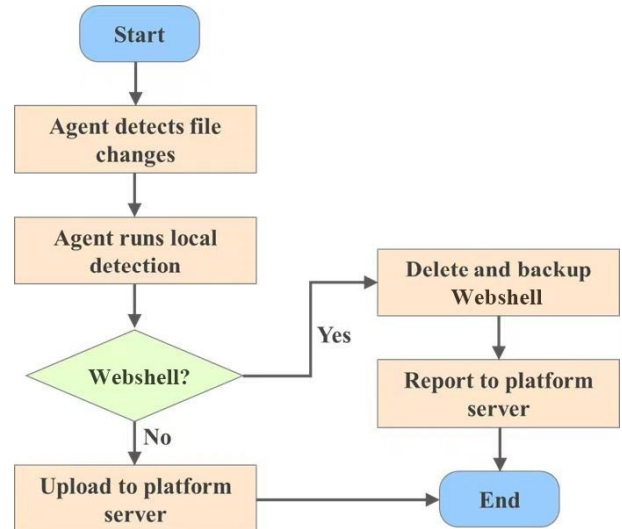 Start
Agent detects file
changes
Agent runs local
detection
Webshell?
Yes
Delete and backup
Webshell
Report to platform
server
No
Upload to platform
server
End